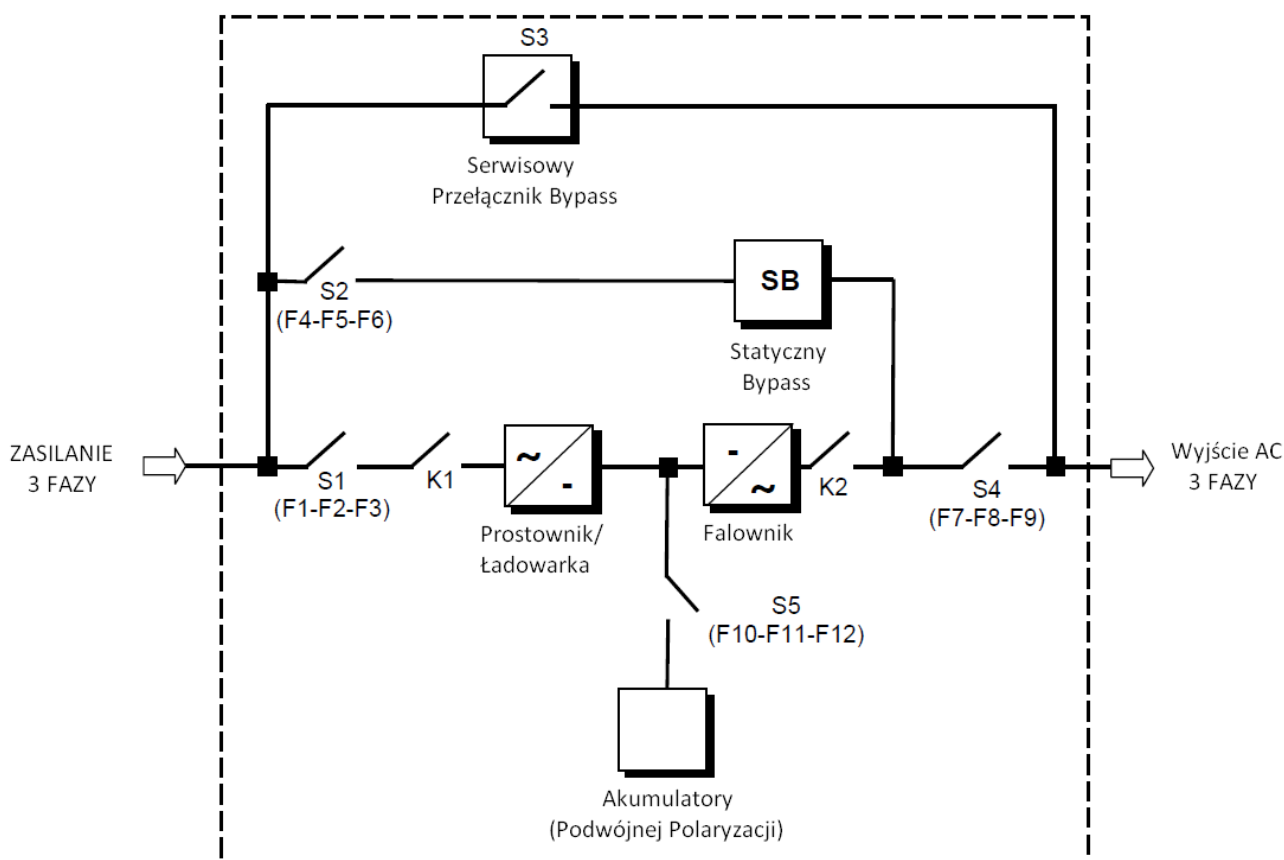 S3
Serwisowy
Przełącznik Bypass
S2
(F4-F5-F6)
SB
Statyczny
Bypass
ZASILANIE
3 FAZY
S1
(F1-F2-F3)
K1
~
-
Prostownik/
Ładowarka
-
~
Falownik
K2
S4
(F7-F8-F9)
Wyjście AC
3 FAZY
S5
(F10-F11-F12)
Akumulatory
(Podwójnej Polaryzacji)